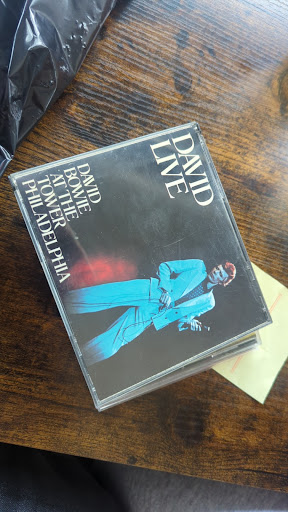 DAVID
LIVE
DAVID
BOWIE
AT THE
TOWER
PHILADELPHIA